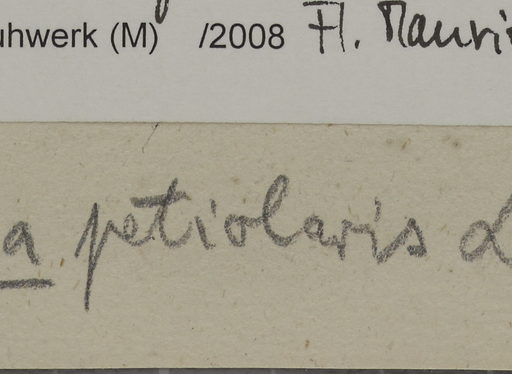 uhwerk (M) /2008 Fl. Mauri
a petiolaris